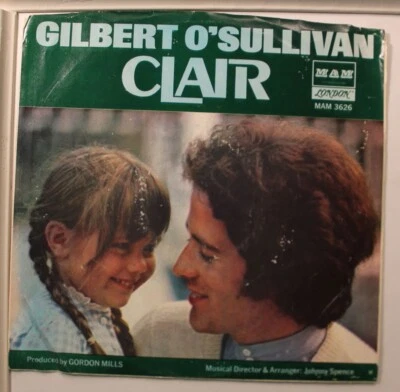 GILBERT O'SULLIVAN
CLAIR
MAM
LONDON
MAM 3626
Produced by GORDON MILLS
Musical Director & Arranger: Johnny Spence